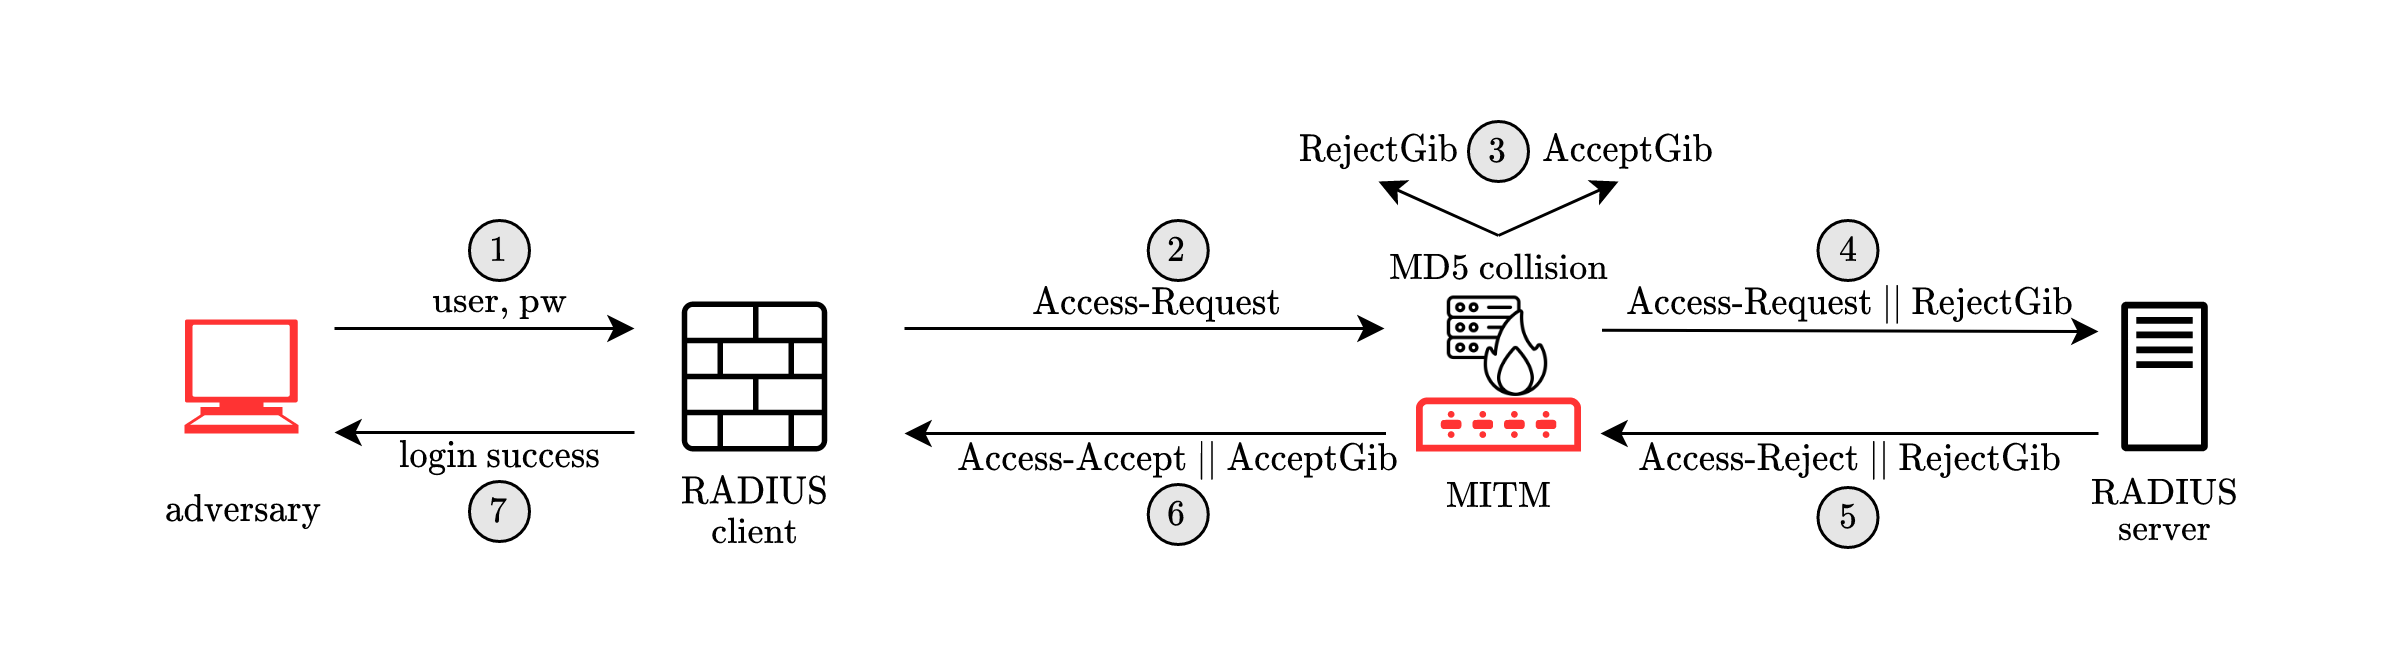 RejectGib 3 AcceptGib
1
2
MD5 collision
4
user, pw
Access-Request
Access-Request || RejectGib
login success
Access-Accept || AcceptGib
Access-Reject || RejectGib
adversary
7
RADIUS
client
6
MITM
5
RADIUS
server